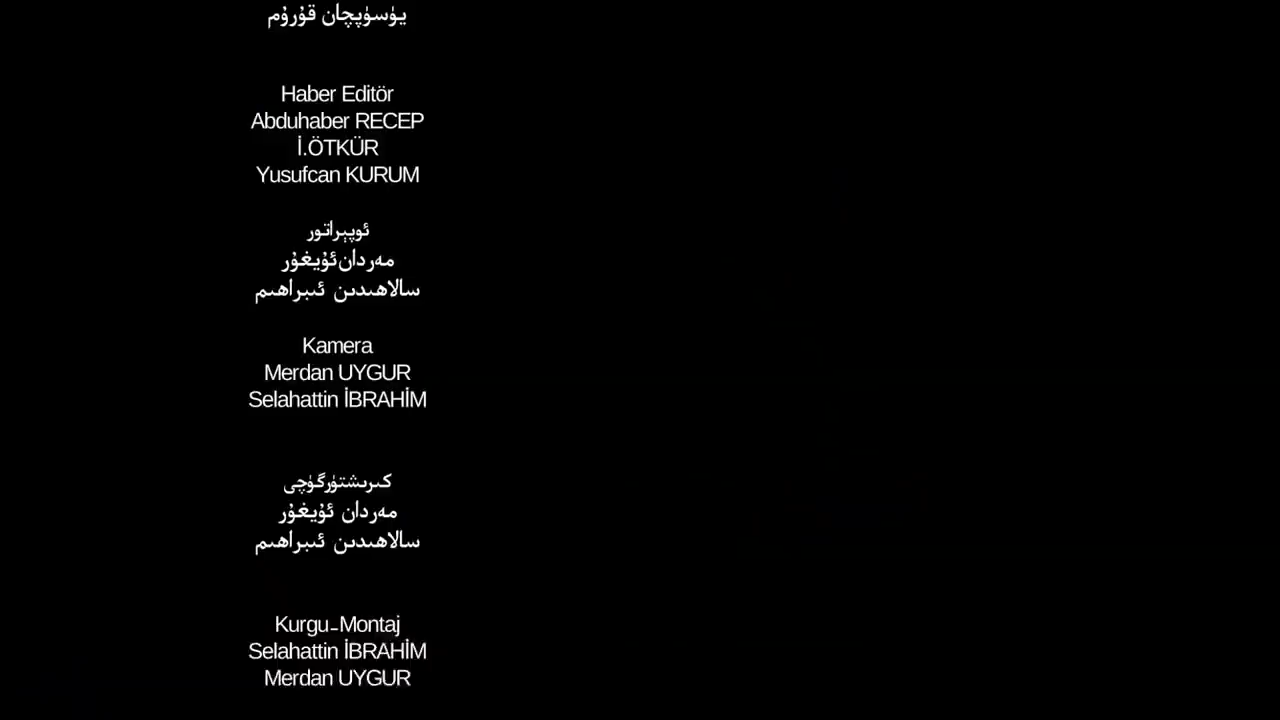 يۈسۈپچان قۇرۇم
Haber Editör
Abduhaber RECEP
İ.ÖTKÜR
Yusufcan KURUM
ئوپېراتور
مەردان ئۇيغۇر
سالاھىدىن ئىبراھىم
Kamera
Merdan UYGUR
Selahattin İBRAHİM
كىرىشتۈرگۈچى
مەردان ئۇيغۇر
سالاھىدىن ئىبراھىم
Kurgu-Montaj
Selahattin İBRAHİM
Merdan UYGUR